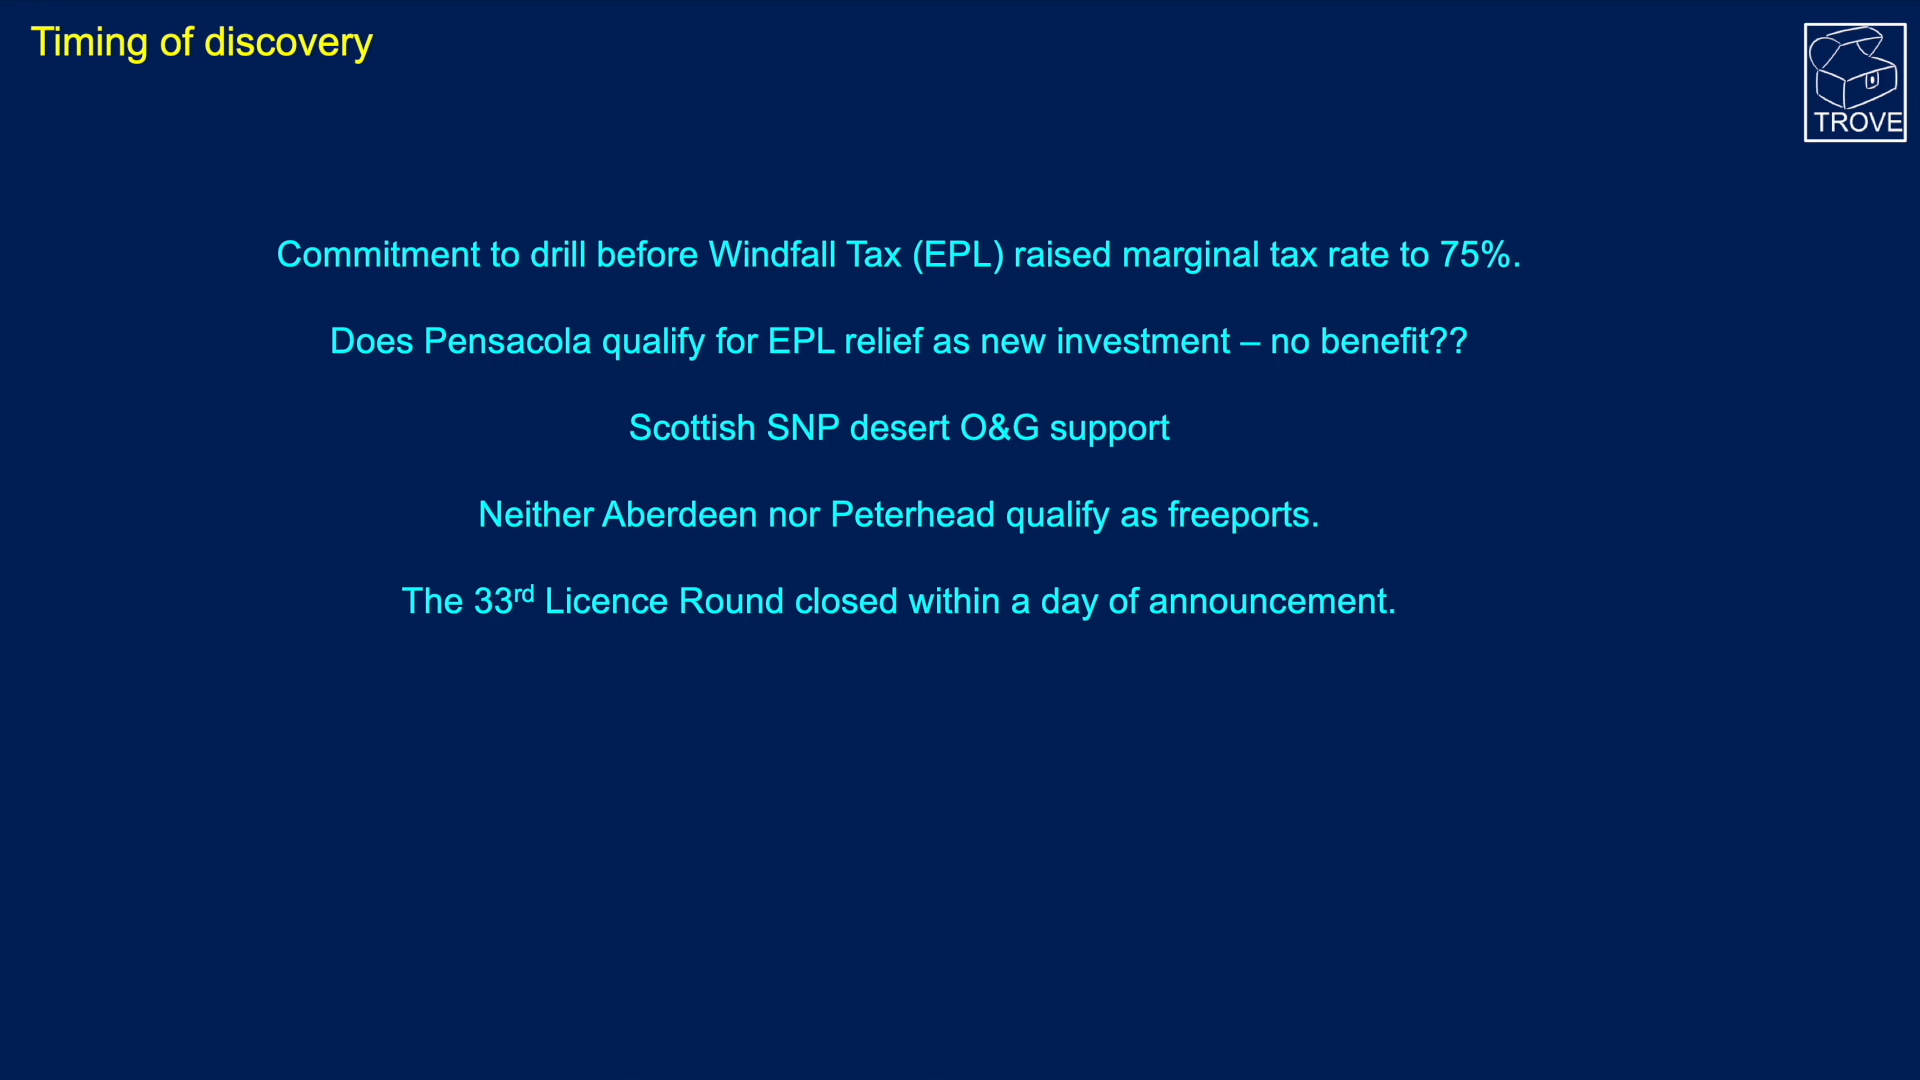 Timing of discovery
TROVE
Commitment to drill before Windfall Tax (EPL) raised marginal tax rate to 75%.
Does Pensacola qualify for EPL relief as new investment – no benefit??
Scottish SNP desert O&G support
Neither Aberdeen nor Peterhead qualify as freeports.
The 33rd Licence Round closed within a day of announcement.